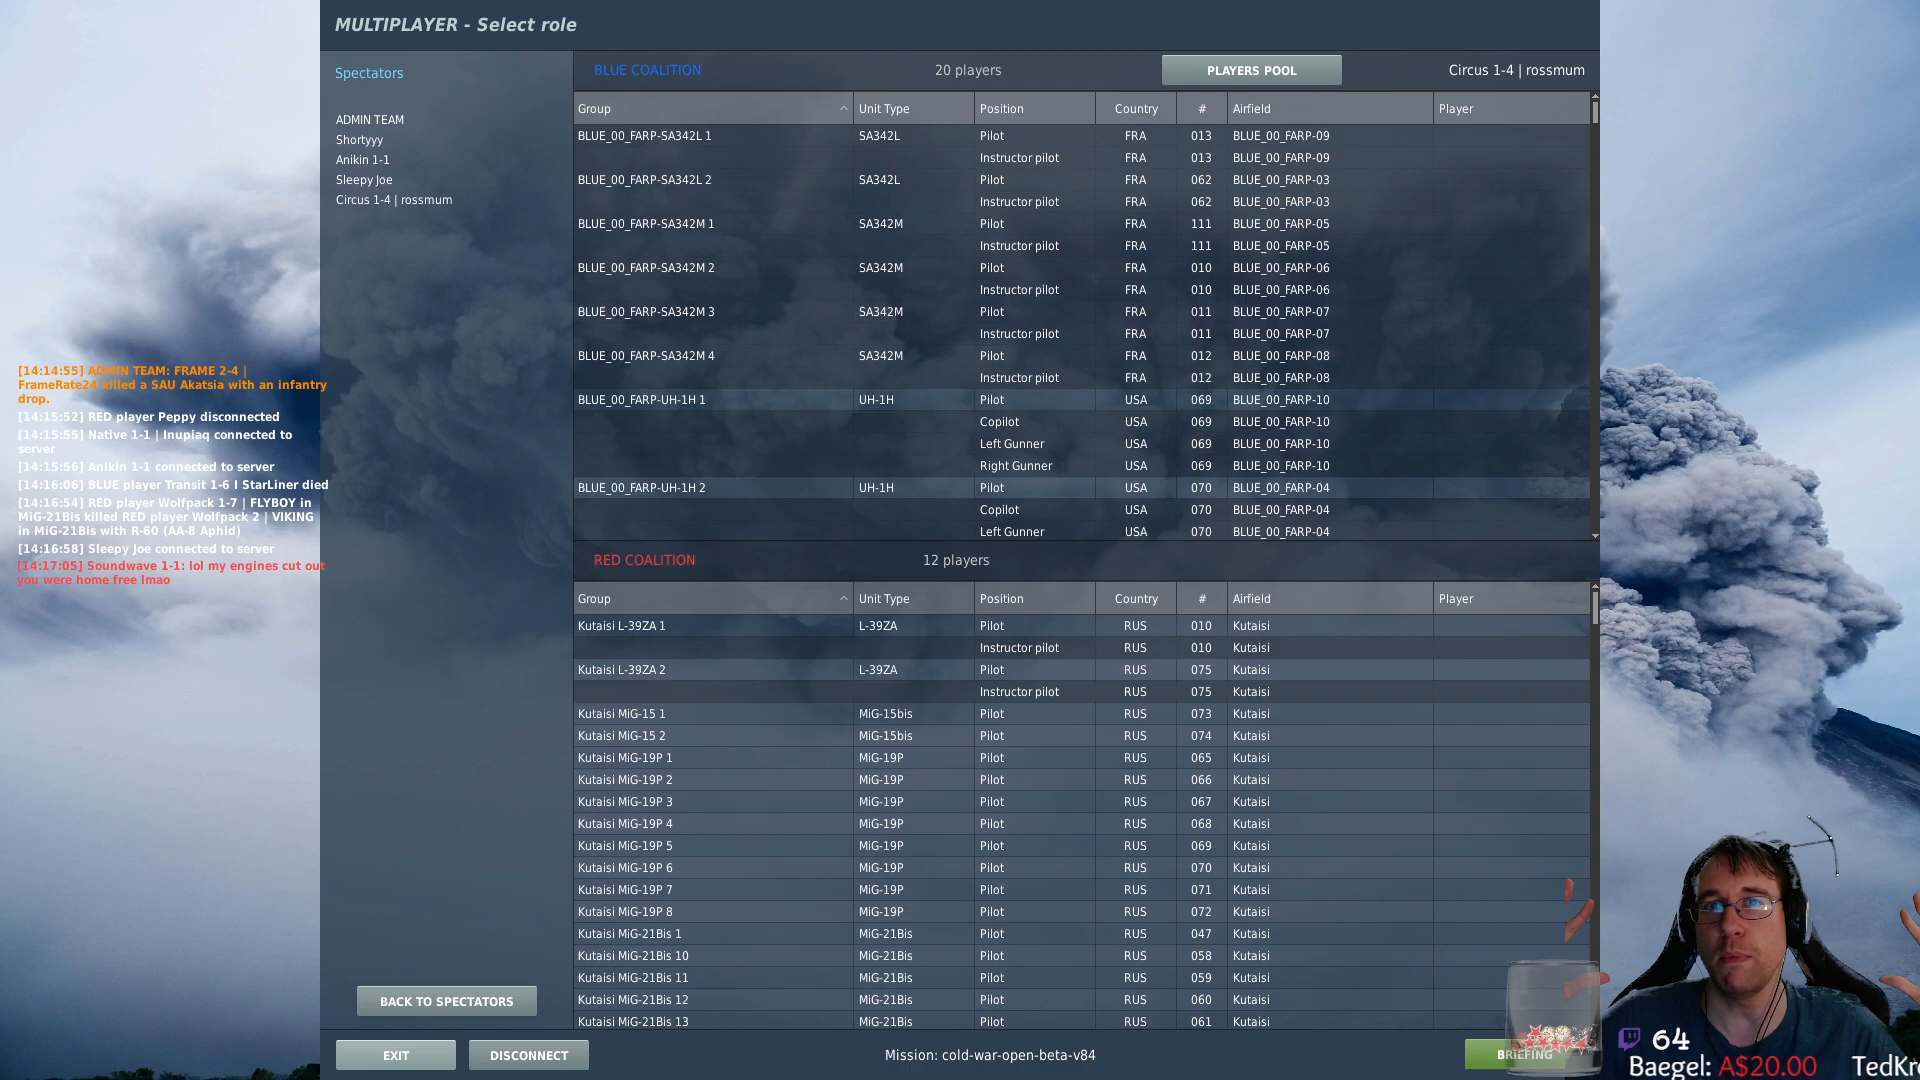 MULTIPLAYER - Select role
Spectators
ADMIN TEAM
Shortyyy
Anikin 1-1
Sleepy Joe
Circus 1-4 | rossmum
BLUE COALITION 20 players PLAYERS POOL Circus 1-4 | rossmum
Group Unit Type Position Country # Airfield Player
BLUE_00_FARP-SA342L 1 SA342L Pilot FRA 013 BLUE_00_FARP-09
Instructor pilot FRA 013 BLUE_00_FARP-09
BLUE_00_FARP-SA342L 2 SA342L Pilot FRA 062 BLUE_00_FARP-03
Instructor pilot FRA 062 BLUE_00_FARP-03
BLUE_00_FARP-SA342M 1 SA342M Pilot FRA 111 BLUE_00_FARP-05
Instructor pilot FRA 111 BLUE_00_FARP-05
BLUE_00_FARP-SA342M 2 SA342M Pilot FRA 010 BLUE_00_FARP-06
Instructor pilot FRA 010 BLUE_00_FARP-06
BLUE_00_FARP-SA342M 3 SA342M Pilot FRA 011 BLUE_00_FARP-07
Instructor pilot FRA 011 BLUE_00_FARP-07
BLUE_00_FARP-SA342M 4 SA342M Pilot FRA 012 BLUE_00_FARP-08
Instructor pilot FRA 012 BLUE_00_FARP-08
BLUE_00_FARP-UH-1H 1 UH-1H Pilot USA 069 BLUE_00_FARP-10
Copilot USA 069 BLUE_00_FARP-10
Left Gunner USA 069 BLUE_00_FARP-10
Right Gunner USA 069 BLUE_00_FARP-10
BLUE_00_FARP-UH-1H 2 UH-1H Pilot USA 070 BLUE_00_FARP-04
Copilot USA 070 BLUE_00_FARP-04
Left Gunner USA 070 BLUE_00_FARP-04
[14:14:55] ADMIN TEAM: FRAME 2-4 |
FrameRate24 killed a SAU Akatsia with an infantry
drop.
[14:15:52] RED player Peppy disconnected
[14:15:55] Native 1-1 | Inupiaq connected to
server
[14:15:56] Anikin 1-1 connected to server
[14:16:06] BLUE player Transit 1-6 I StarLiner died
[14:16:54] RED player Wolfpack 1-7 | FLYBOY in
MiG-21Bis killed RED player Wolfpack 2 | VIKING
in MiG-21Bis with R-60 (AA-8 Aphid)
[14:16:58] Sleepy Joe connected to server
[14:17:05] Soundwave 1-1: lol my engines cut out
you were home free lmao
RED COALITION 12 players
Group Unit Type Position Country # Airfield Player
Kutaisi L-39ZA 1 L-39ZA Pilot RUS 010 Kutaisi
Instructor pilot RUS 010 Kutaisi
Kutaisi L-39ZA 2 L-39ZA Pilot RUS 075 Kutaisi
Instructor pilot RUS 075 Kutaisi
Kutaisi MiG-15 1 MiG-15bis Pilot RUS 073 Kutaisi
Kutaisi MiG-15 2 MiG-15bis Pilot RUS 074 Kutaisi
Kutaisi MiG-19P 1 MiG-19P Pilot RUS 065 Kutaisi
Kutaisi MiG-19P 2 MiG-19P Pilot RUS 066 Kutaisi
Kutaisi MiG-19P 3 MiG-19P Pilot RUS 067 Kutaisi
Kutaisi MiG-19P 4 MiG-19P Pilot RUS 068 Kutaisi
Kutaisi MiG-19P 5 MiG-19P Pilot RUS 069 Kutaisi
Kutaisi MiG-19P 6 MiG-19P Pilot RUS 070 Kutaisi
Kutaisi MiG-19P 7 MiG-19P Pilot RUS 071 Kutaisi
Kutaisi MiG-19P 8 MiG-19P Pilot RUS 072 Kutaisi
Kutaisi MiG-21Bis 1 MiG-21Bis Pilot RUS 047 Kutaisi
Kutaisi MiG-21Bis 10 MiG-21Bis Pilot RUS 058 Kutaisi
Kutaisi MiG-21Bis 11 MiG-21Bis Pilot RUS 059 Kutaisi
Kutaisi MiG-21Bis 12 MiG-21Bis Pilot RUS 060 Kutaisi
Kutaisi MiG-21Bis 13 MiG-21Bis Pilot RUS 061 Kutaisi
BACK TO SPECTATORS
EXIT DISCONNECT Mission: cold-war-open-beta-v84 BRIEFING
64
Baegel: A$20.00 TedKr